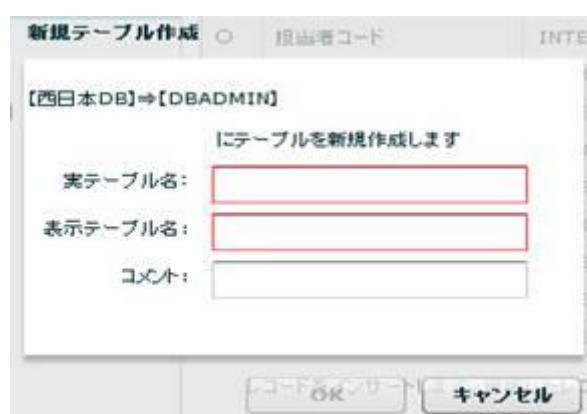 新規テーブル作成
担当者コード
INTE
【西日本DB】⇒【DBADMIN】
にテーブルを新規作成します
実テーブル名:
表示テーブル名:
コメント:
OK
キャンセル